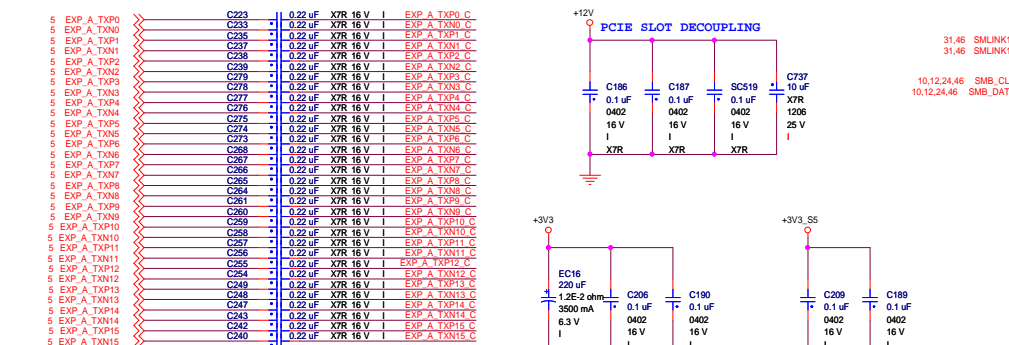 5 EXP_A_TXP0 C223 0.22 uF X7R 16 V I EXP_A_TXP0_C
5 EXP_A_TXN0 C233 0.22 uF X7R 16 V I EXP_A_TXN0_C
5 EXP_A_TXP1 C235 0.22 uF X7R 16 V I EXP_A_TXP1_C
5 EXP_A_TXN1 C237 0.22 uF X7R 16 V I EXP_A_TXN1_C
5 EXP_A_TXP2 C238 0.22 uF X7R 16 V I EXP_A_TXP2_C
5 EXP_A_TXN2 C239 0.22 uF X7R 16 V I EXP_A_TXN2_C
5 EXP_A_TXP3 C279 0.22 uF X7R 16 V I EXP_A_TXP3_C
5 EXP_A_TXN3 C278 0.22 uF X7R 16 V I EXP_A_TXN3_C
5 EXP_A_TXP4 C277 0.22 uF X7R 16 V I EXP_A_TXP4_C
5 EXP_A_TXN4 C276 0.22 uF X7R 16 V I EXP_A_TXN4_C
5 EXP_A_TXP5 C275 0.22 uF X7R 16 V I EXP_A_TXP5_C
5 EXP_A_TXN5 C274 0.22 uF X7R 16 V I EXP_A_TXN5_C
5 EXP_A_TXP6 C273 0.22 uF X7R 16 V I EXP_A_TXP6_C
5 EXP_A_TXN6 C268 0.22 uF X7R 16 V I EXP_A_TXN6_C
5 EXP_A_TXP7 C267 0.22 uF X7R 16 V I EXP_A_TXP7_C
5 EXP_A_TXN7 C266 0.22 uF X7R 16 V I EXP_A_TXN7_C
5 EXP_A_TXP8 C265 0.22 uF X7R 16 V I EXP_A_TXP8_C
5 EXP_A_TXN8 C264 0.22 uF X7R 16 V I EXP_A_TXN8_C
5 EXP_A_TXP9 C261 0.22 uF X7R 16 V I EXP_A_TXP9_C
5 EXP_A_TXN9 C260 0.22 uF X7R 16 V I EXP_A_TXN9_C
5 EXP_A_TXP10 C259 0.22 uF X7R 16 V I EXP_A_TXP10_C
5 EXP_A_TXN10 C258 0.22 uF X7R 16 V I EXP_A_TXN10_C
5 EXP_A_TXP11 C257 0.22 uF X7R 16 V I EXP_A_TXP11_C
5 EXP_A_TXN11 C256 0.22 uF X7R 16 V I EXP_A_TXN11_C
5 EXP_A_TXP12 C255 0.22 uF X7R 16 V I EXP_A_TXP12_C
5 EXP_A_TXN12 C254 0.22 uF X7R 16 V I EXP_A_TXN12_C
5 EXP_A_TXP13 C249 0.22 uF X7R 16 V I EXP_A_TXP13_C
5 EXP_A_TXN13 C248 0.22 uF X7R 16 V I EXP_A_TXN13_C
5 EXP_A_TXP14 C247 0.22 uF X7R 16 V I EXP_A_TXP14_C
5 EXP_A_TXN14 C243 0.22 uF X7R 16 V I EXP_A_TXN14_C
5 EXP_A_TXP15 C242 0.22 uF X7R 16 V I EXP_A_TXP15_C
5 EXP_A_TXN15 C240 0.22 uF X7R 16 V I EXP_A_TXN15_C
+12V
PCIE SLOT DECOUPLING
C186
0.1 uF
0402
16 V
I
X7R
C187
0.1 uF
0402
16 V
I
X7R
SC519
0.1 uF
0402
16 V
I
X7R
C737
10 uF
X7R
1206
25 V
I
31,46 SMLINK1
31,46 SMLINK1
10,12,24,46 SMB_CL
10,12,24,46 SMB_DAT
+3V3
EC16
220 uF
1.2E-2 ohm
3500 mA
6.3 V
I
C206
0.1 uF
0402
16 V
I
C190
0.1 uF
0402
16 V
I
+3V3_S5
C209
0.1 uF
0402
16 V
I
C189
0.1 uF
0402
16 V
I